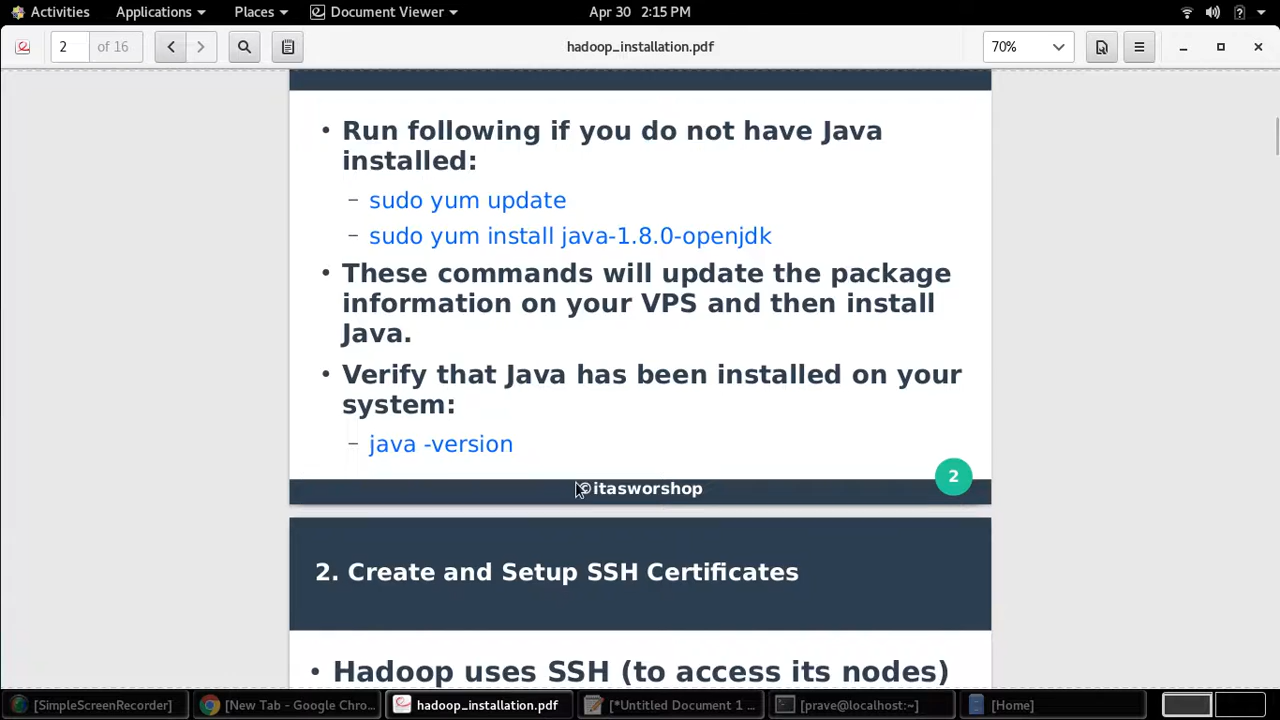 Activities Applications Places Document Viewer Apr 30 2:15 PM
2 of 16 hadoop_installation.pdf 70%
• Run following if you do not have Java
installed:
– sudo yum update
– sudo yum install java-1.8.0-openjdk
• These commands will update the package
information on your VPS and then install
Java.
• Verify that Java has been installed on your
system:
– java -version
©itasworshop 2
2. Create and Setup SSH Certificates
• Hadoop uses SSH (to access its nodes)
[SimpleScreenRecorder] [New Tab - Google Chro... hadoop_installation.pdf [*Untitled Document 1 ... [prave@localhost:~] [Home]